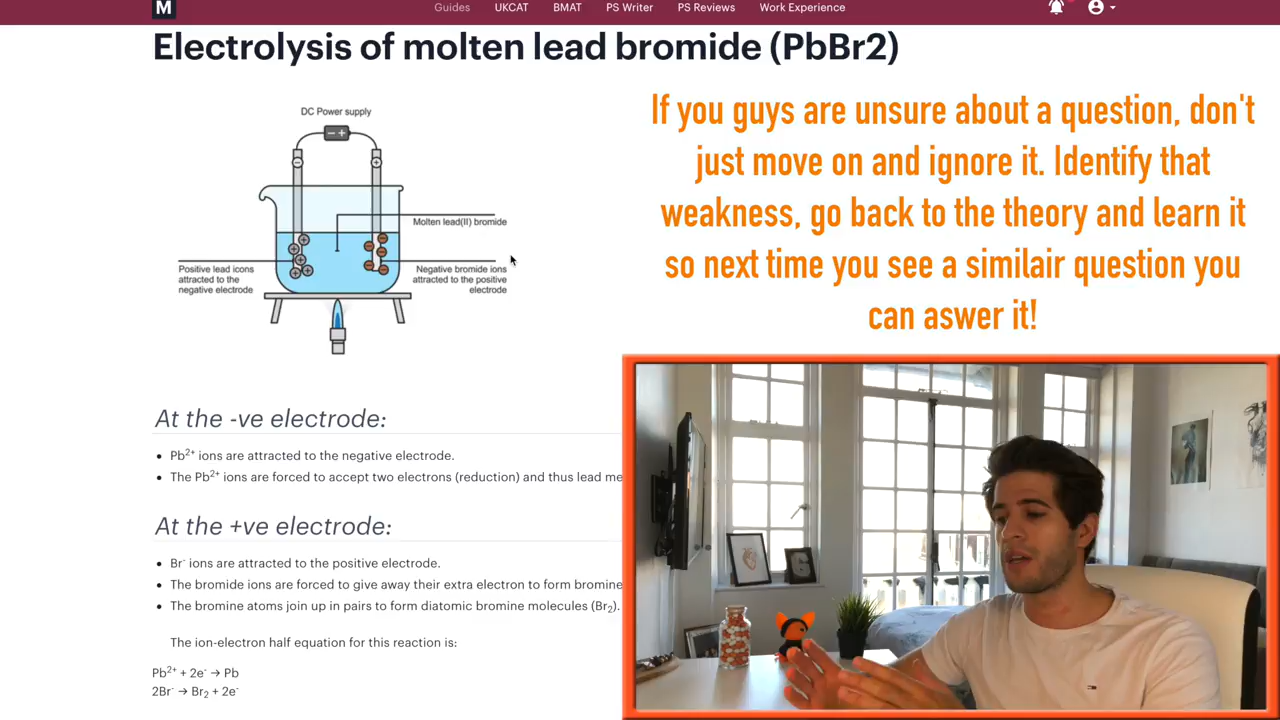 M
Guides UKCAT BMAT PS Writer PS Reviews Work Experience
Electrolysis of molten lead bromide (PbBr2)
If you guys are unsure about a question, don't
just move on and ignore it. Identify that
weakness, go back to the theory and learn it
so next time you see a similair question you
can aswer it!
DC Power supply
− +
Molten lead(II) bromide
Positive lead icons
attracted to the
negative electrode
Negative bromide ions
attracted to the positive
electrode
At the -ve electrode:
• Pb²⁺ ions are attracted to the negative electrode.
• The Pb²⁺ ions are forced to accept two electrons (reduction) and thus lead me
At the +ve electrode:
• Br⁻ ions are attracted to the positive electrode.
• The bromide ions are forced to give away their extra electron to form bromine
• The bromine atoms join up in pairs to form diatomic bromine molecules (Br₂).
The ion-electron half equation for this reaction is:
Pb²⁺ + 2e⁻ → Pb
2Br⁻ → Br₂ + 2e⁻